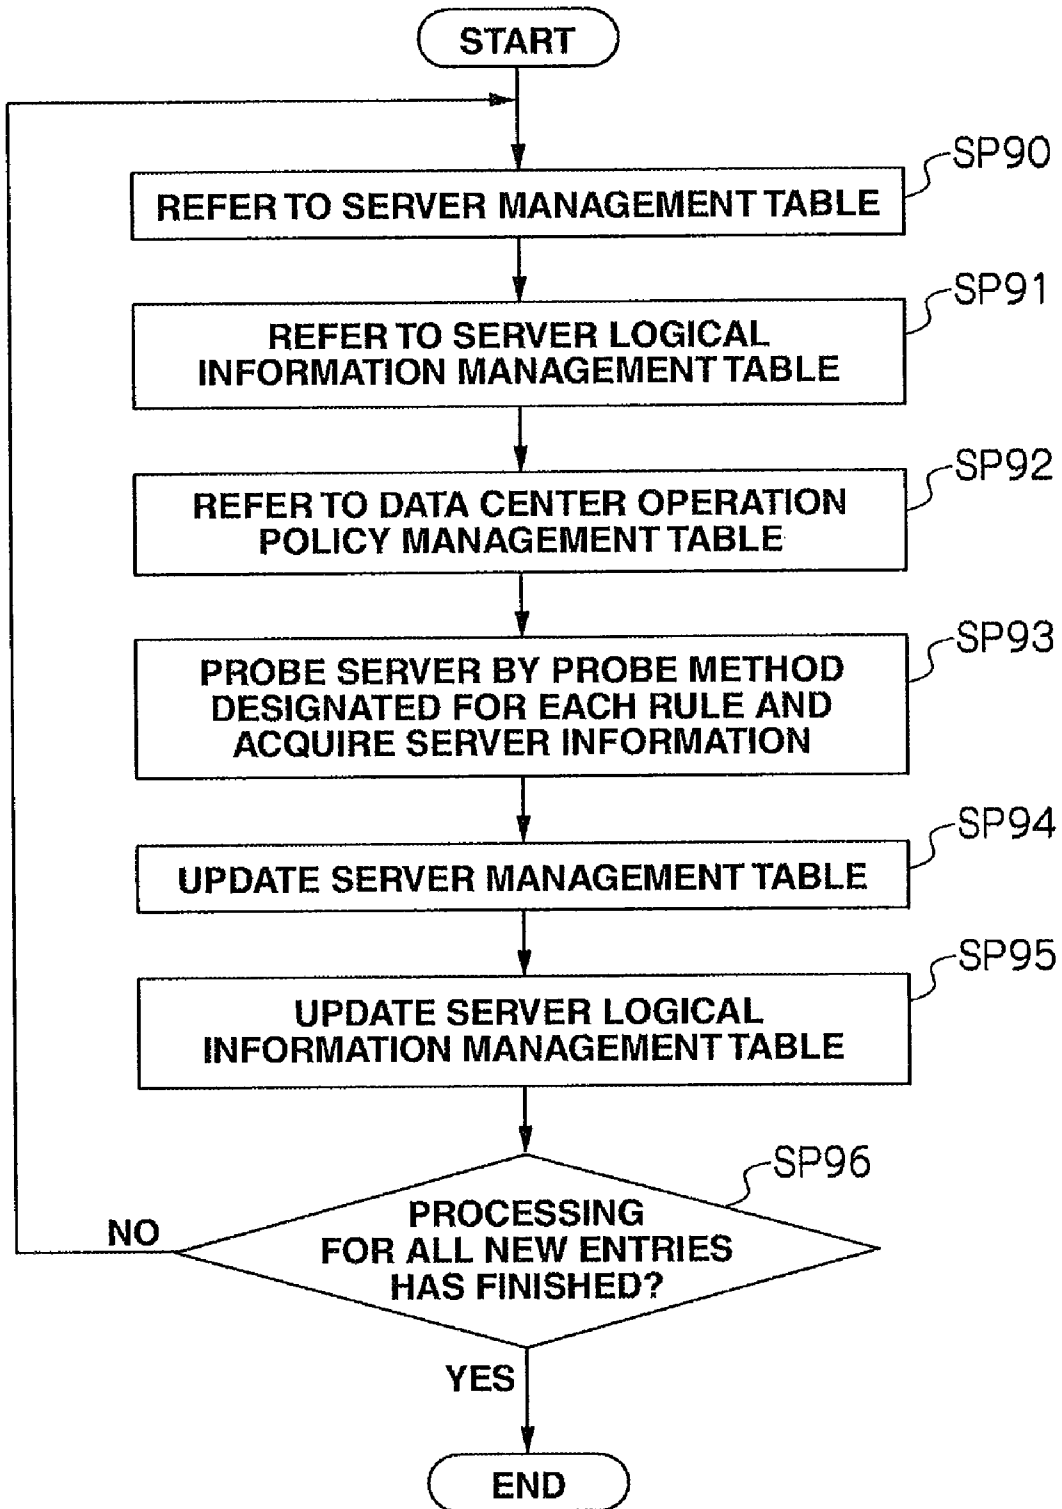 START
SP90
REFER TO SERVER MANAGEMENT TABLE
SP91
REFER TO SERVER LOGICAL
INFORMATION MANAGEMENT TABLE
SP92
REFER TO DATA CENTER OPERATION
POLICY MANAGEMENT TABLE
SP93
PROBE SERVER BY PROBE METHOD
DESIGNATED FOR EACH RULE AND
ACQUIRE SERVER INFORMATION
SP94
UPDATE SERVER MANAGEMENT TABLE
SP95
UPDATE SERVER LOGICAL
INFORMATION MANAGEMENT TABLE
SP96
PROCESSING
FOR ALL NEW ENTRIES
HAS FINISHED?
NO
YES
END